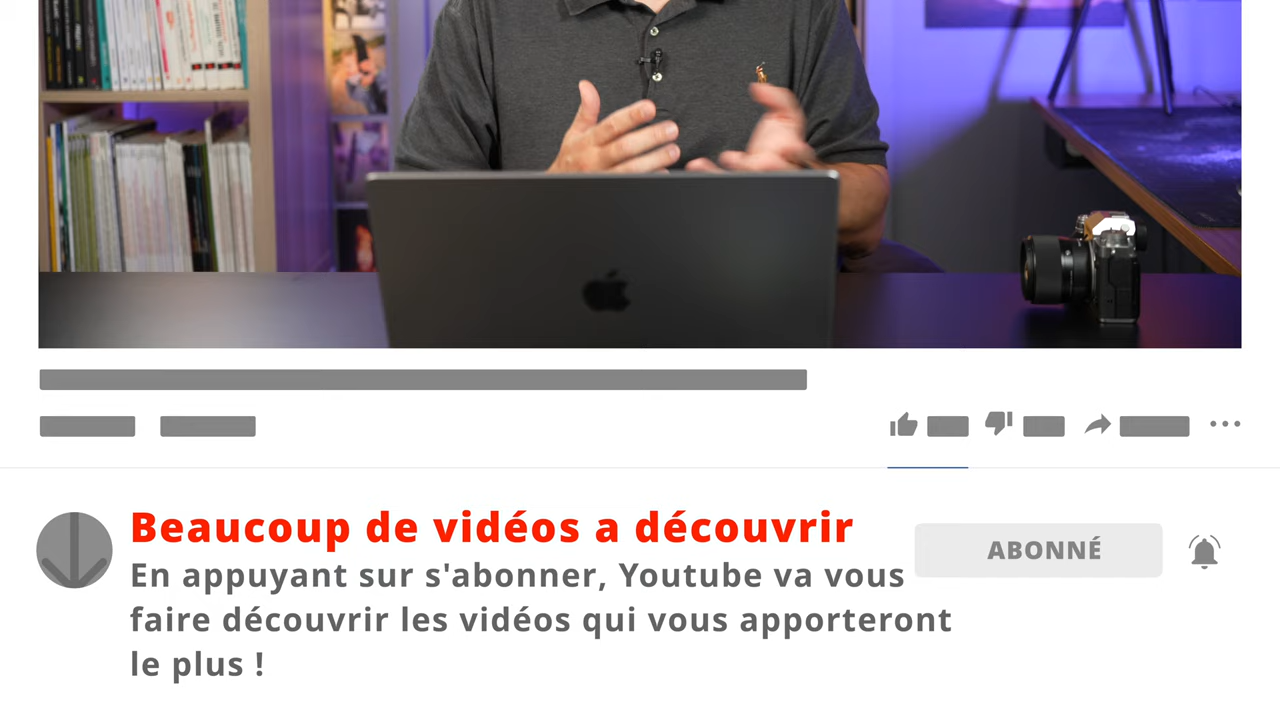 Beaucoup de vidéos a découvrir
ABONNÉ
En appuyant sur s'abonner, Youtube va vous
faire découvrir les vidéos qui vous apporteront
le plus !